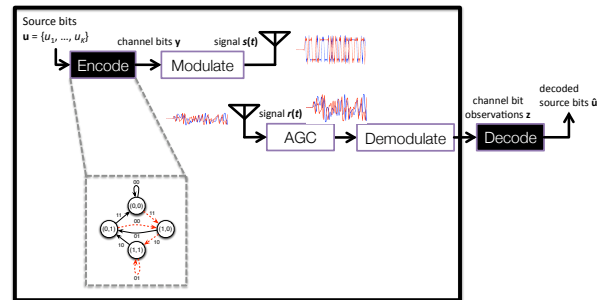 Source bits
u = {u1, ..., uK}
channel bits y
signal s(t)
Encode
Modulate
decoded
source bits û
channel bit
observations z
signal r(t)
AGC
Demodulate
Decode
00
(0,0)
11
11
00
(0,1)
(1,0)
01
10
10
(1,1)
01